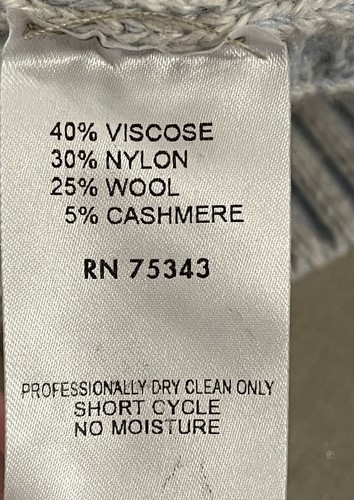 40% VISCOSE
30% NYLON
25% WOOL
5% CASHMERE
RN 75343
PROFESSIONALLY DRY CLEAN ONLY
SHORT CYCLE
NO MOISTURE